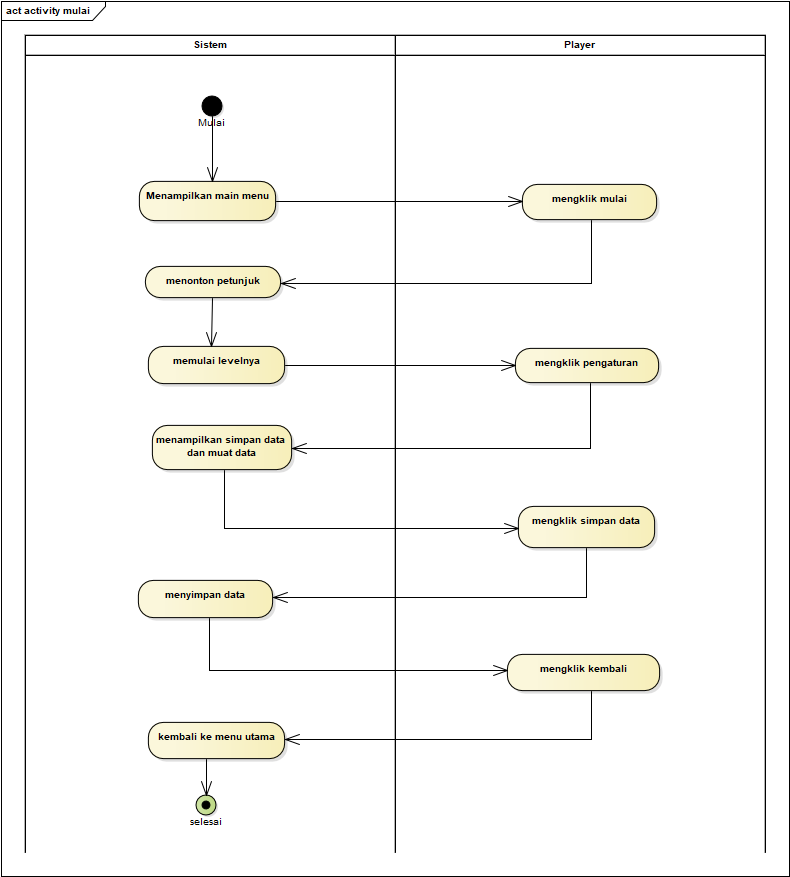 act activity mulai
Sistem
Player
Mulai
Menampilkan main menu
mengklik mulai
menonton petunjuk
memulai levelnya
mengklik pengaturan
menampilkan simpan data
dan muat data
mengklik simpan data
menyimpan data
mengklik kembali
kembali ke menu utama
selesai